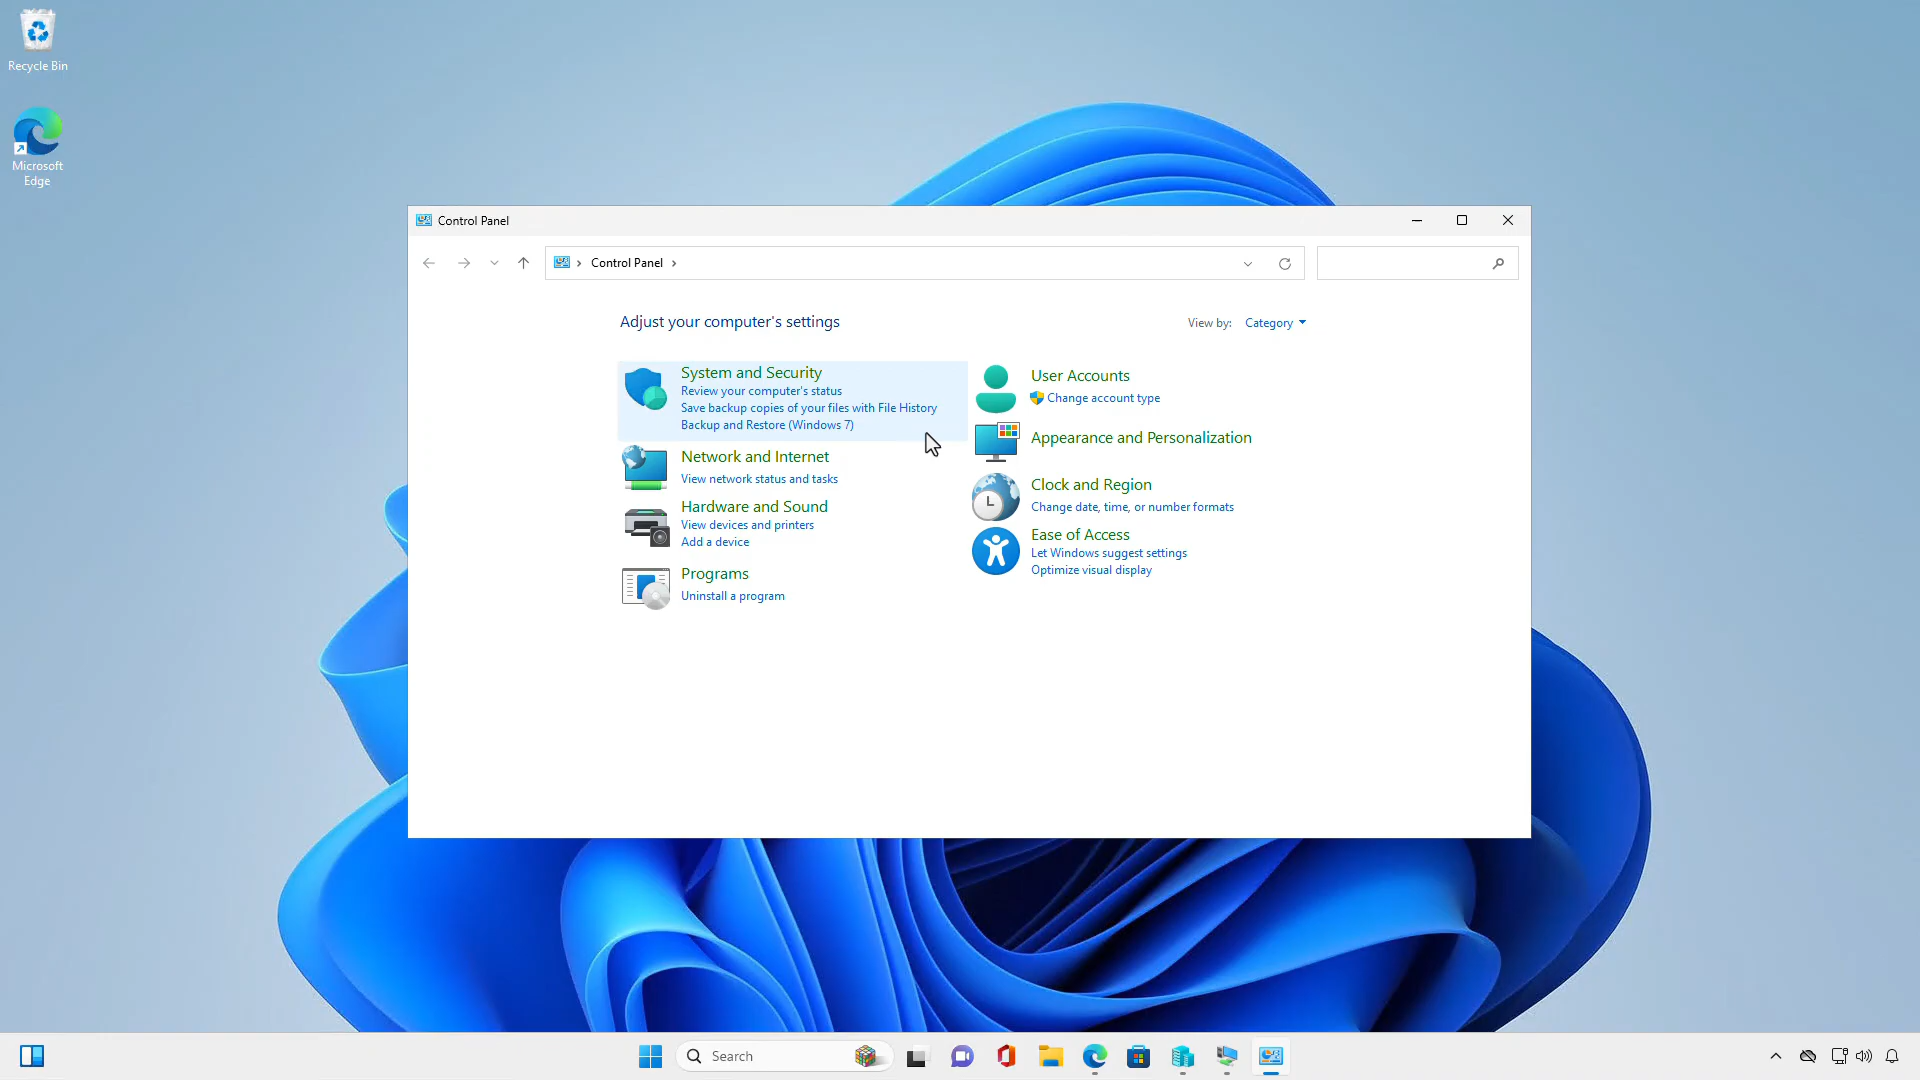 Recycle Bin
Microsoft
Edge
Control Panel
Control Panel
Adjust your computer's settings
View by:
Category
System and Security
Review your computer's status
Save backup copies of your files with File History
Backup and Restore (Windows 7)
Network and Internet
View network status and tasks
Hardware and Sound
View devices and printers
Add a device
Programs
Uninstall a program
User Accounts
Change account type
Appearance and Personalization
Clock and Region
Change date, time, or number formats
Ease of Access
Let Windows suggest settings
Optimize visual display
Search